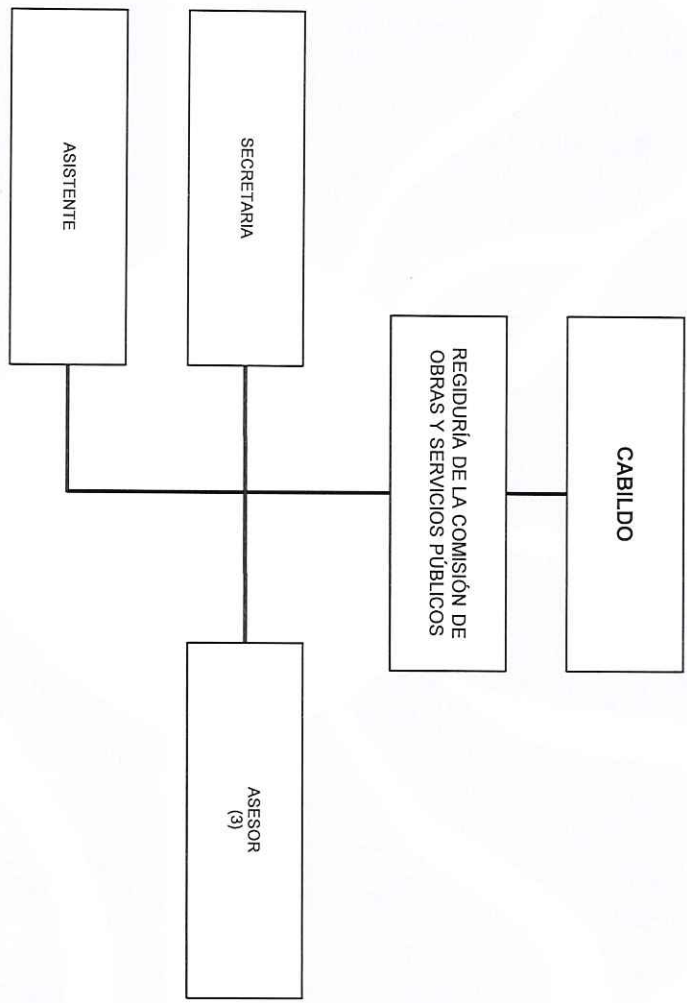 CABILDO
REGIDURÍA DE LA COMISIÓN DE
OBRAS Y SERVICIOS PÚBLICOS
SECRETARIA
ASESOR
(3)
ASISTENTE